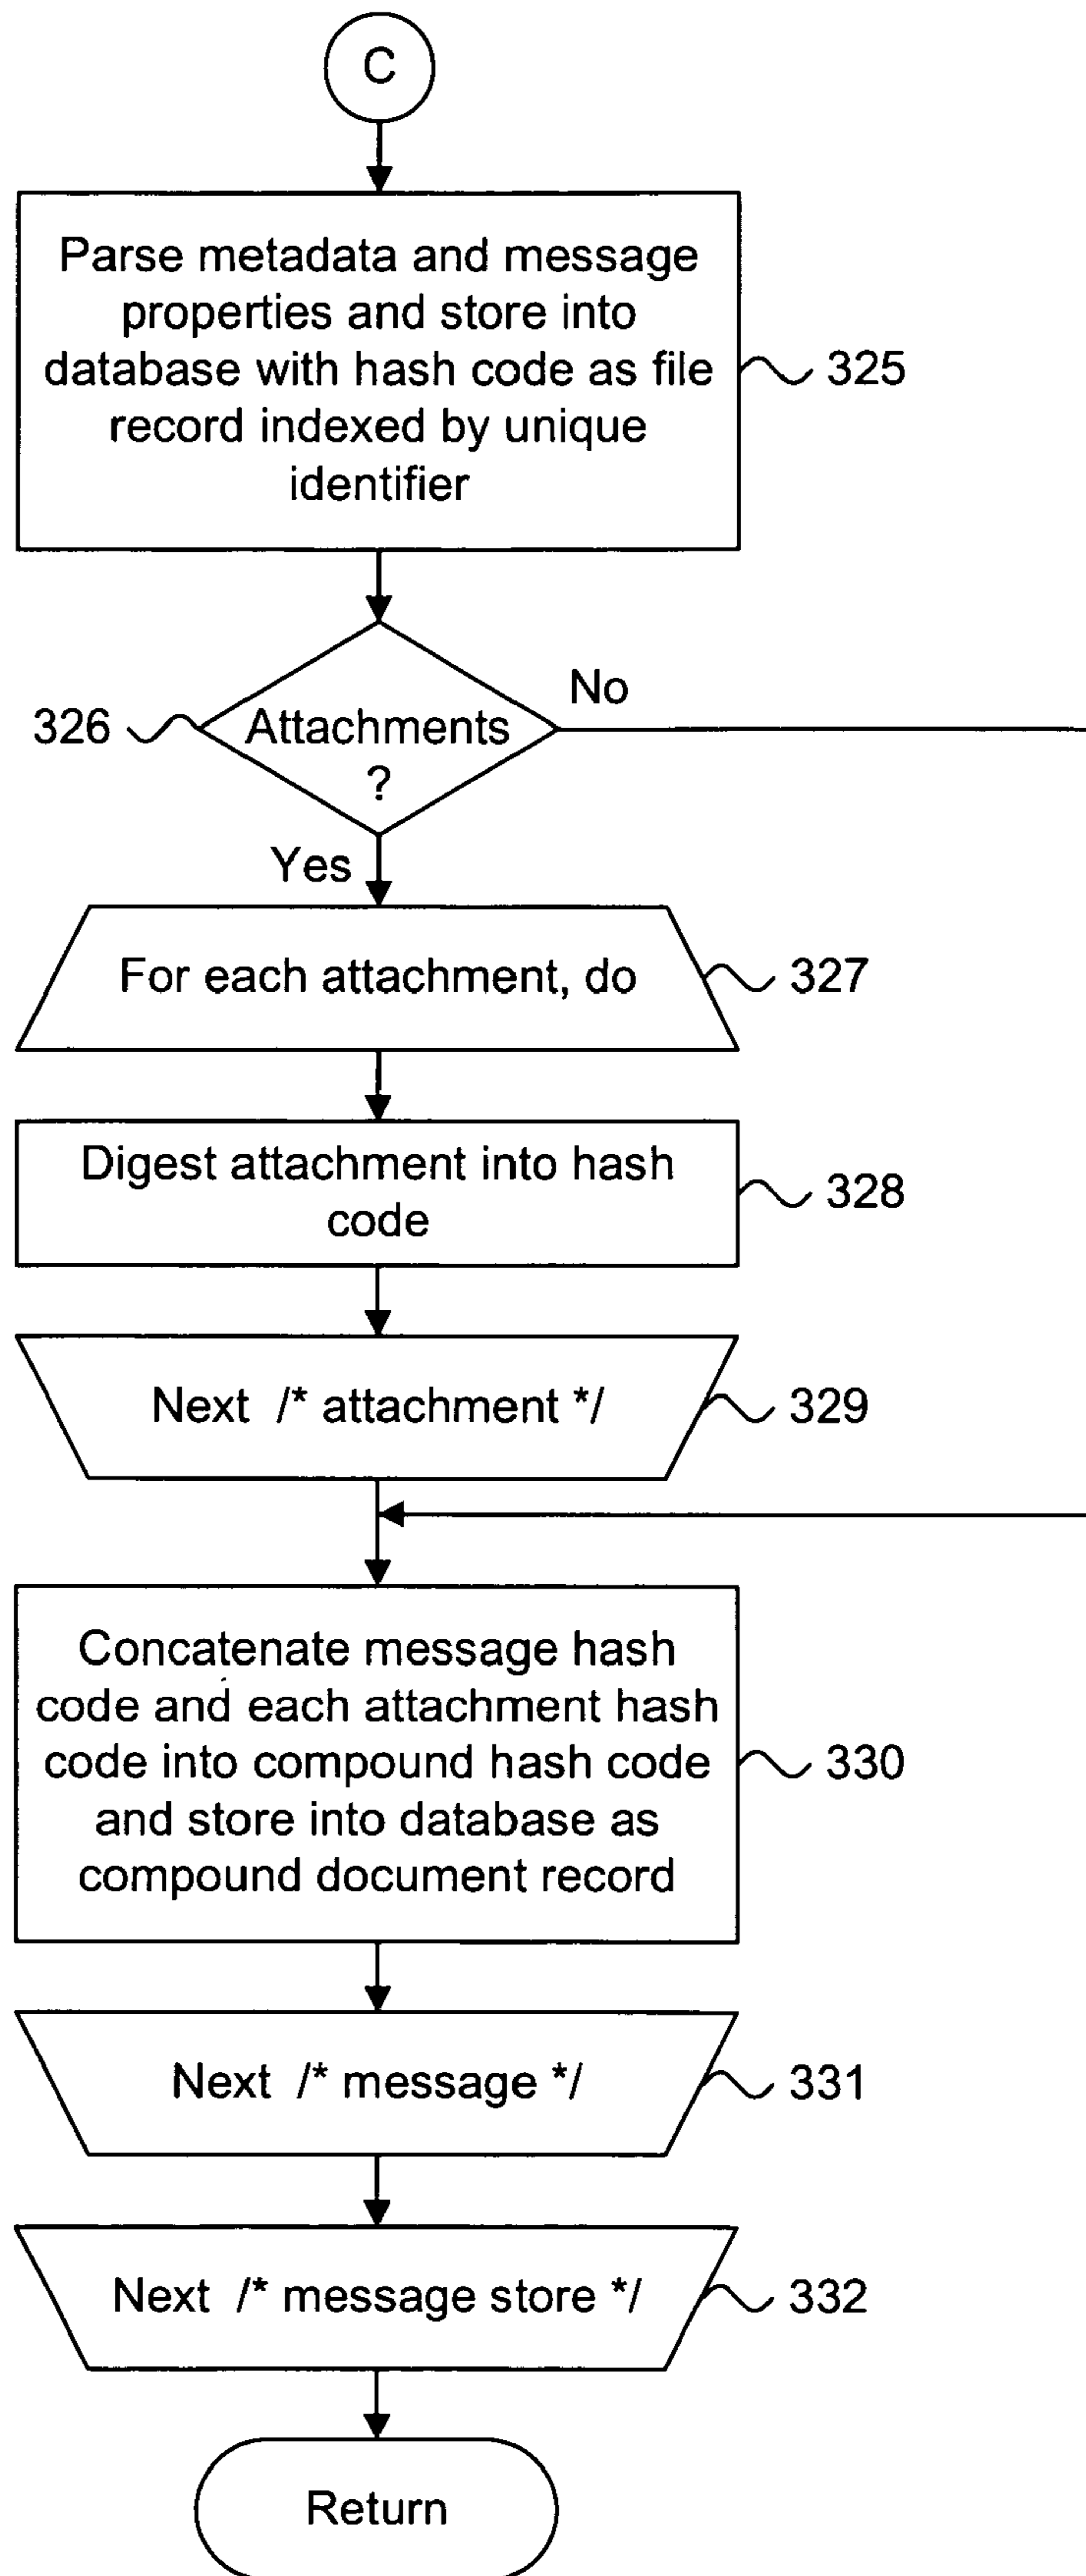 C
Parse metadata and message
properties and store into
database with hash code as file
record indexed by unique
identifier
325
No
326
Attachments
?
Yes
For each attachment, do
327
Digest attachment into hash
code
328
Next /* attachment */
329
Concatenate message hash
code and each attachment hash
code into compound hash code
and store into database as
compound document record
330
Next /* message */
331
Next /* message store */
332
Return